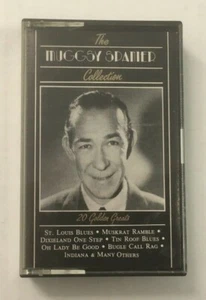 The
MUGGSY SPANIER
Collection
20 Golden Greats
ST. LOUIS BLUES • MUSKRAT RAMBLE •
DIXIELAND ONE STEP • TIN ROOF BLUES •
OH LADY BE GOOD • BUGLE CALL RAG •
INDIANA & MANY OTHERS